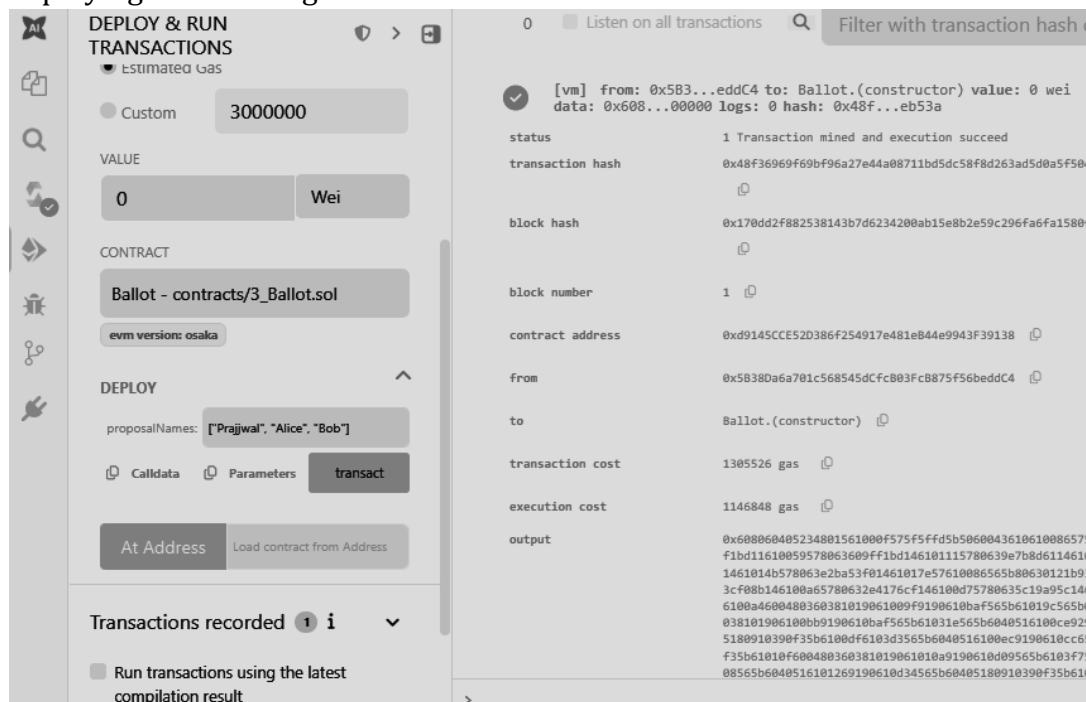 DEPLOY & RUN
TRANSACTIONS
Estimated Gas
Custom 3000000
VALUE
0 Wei
CONTRACT
Ballot - contracts/3_Ballot.sol
evm version: osaka
DEPLOY
proposalNames: ["Prajjwal", "Alice", "Bob"]
Calldata Parameters transact
At Address Load contract from Address
Transactions recorded 1 i
Run transactions using the latest
compilation result
0 Listen on all transactions Filter with transaction hash
[vm] from: 0x5B3...eddC4 to: Ballot.(constructor) value: 0 wei
data: 0x608...00000 logs: 0 hash: 0x48f...eb53a
status 1 Transaction mined and execution succeed
transaction hash
block hash
block number 1
contract address 0xd9145CCE52D386f254917e481eB44e9943F39138
from 0x5B38Da6a701c568545dCfcB03FcB875f56beddC4
to Ballot.(constructor)
transaction cost 1305526 gas
execution cost 1146848 gas
output